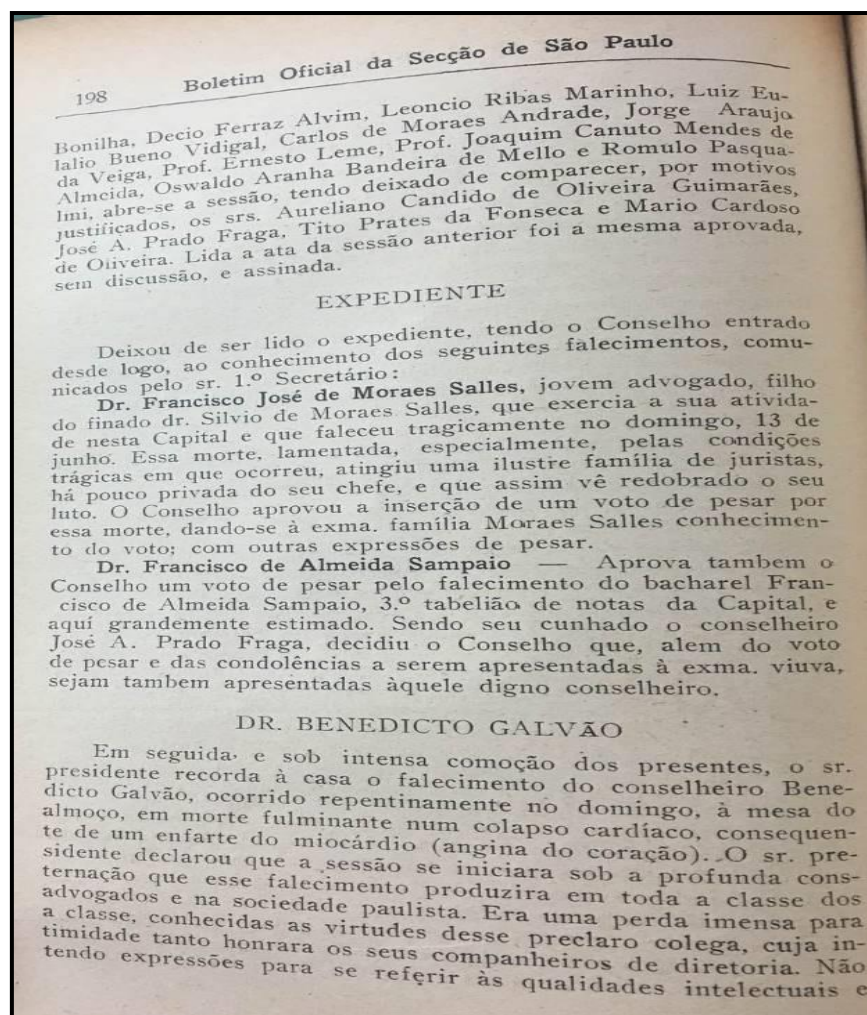 198 Boletim Oficial da Secção de São Paulo
Bonilha, Decio Ferraz Alvim, Leoncio Ribas Marinho, Luiz Eu-
lalio Bueno Vidigal, Carlos de Moraes Andrade, Jorge Araujo
da Veiga, Prof. Ernesto Leme, Prof. Joaquim Canuto Mendes de
Almeida, Oswaldo Aranha Bandeira de Mello e Romulo Pasqua-
lmi, abre-se a sessão, tendo deixado de comparecer, por motivos
justificados, os srs. Aureliano Candido de Oliveira Guimarães,
José A. Prado Fraga, Tito Prates da Fonseca e Mario Cardoso
de Oliveira. Lida a ata da sessão anterior foi a mesma aprovada,
sem discussão, e assinada.
EXPEDIENTE
Deixou de ser lido o expediente, tendo o Conselho entrado
desde logo, ao conhecimento dos seguintes falecimentos, comu-
nicados pelo sr. 1.º Secretário:
Dr. Francisco José de Moraes Salles, jovem advogado, filho
do finado dr. Silvio de Moraes Salles, que exercia a sua ativida-
de nesta Capital e que faleceu tragicamente no domingo, 13 de
junho. Essa morte, lamentada, especialmente, pelas condições
trágicas em que ocorreu, atingiu uma ilustre família de juristas,
há pouco privada do seu chefe, e que assim vê redobrado o seu
luto. O Conselho aprovou a inserção de um voto de pesar por
essa morte, dando-se à exma. família Moraes Salles conhecimen-
to do voto; com outras expressões de pesar.
Dr. Francisco de Almeida Sampaio — Aprova tambem o
Conselho um voto de pesar pelo falecimento do bacharel Fran-
cisco de Almeida Sampaio, 3.º tabelião de notas da Capital, e
aquí grandemente estimado. Sendo seu cunhado o conselheiro
José A. Prado Fraga, decidiu o Conselho que, alem do voto
de pesar e das condolências a serem apresentadas à exma. viuva,
sejam tambem apresentadas àquele digno conselheiro.
DR. BENEDICTO GALVÃO
Em seguida, e sob intensa comoção dos presentes, o sr.
presidente recorda à casa o falecimento do conselheiro Bene-
dicto Galvão, ocorrido repentinamente no domingo, à mesa do
almoço, em morte fulminante num colapso cardíaco, consequen-
te de um enfarte do miocárdio (angina do coração). O sr. pre-
sidente declarou que a sessão se iniciara sob a profunda cons-
ternação que esse falecimento produzira em toda a classe dos
advogados e na sociedade paulista. Era uma perda imensa para
a classe, conhecidas as virtudes desse preclaro colega, cuja in-
timidade tanto honrara os seus companheiros de diretoria. Não
tendo expressões para se referir às qualidades intelectuais e